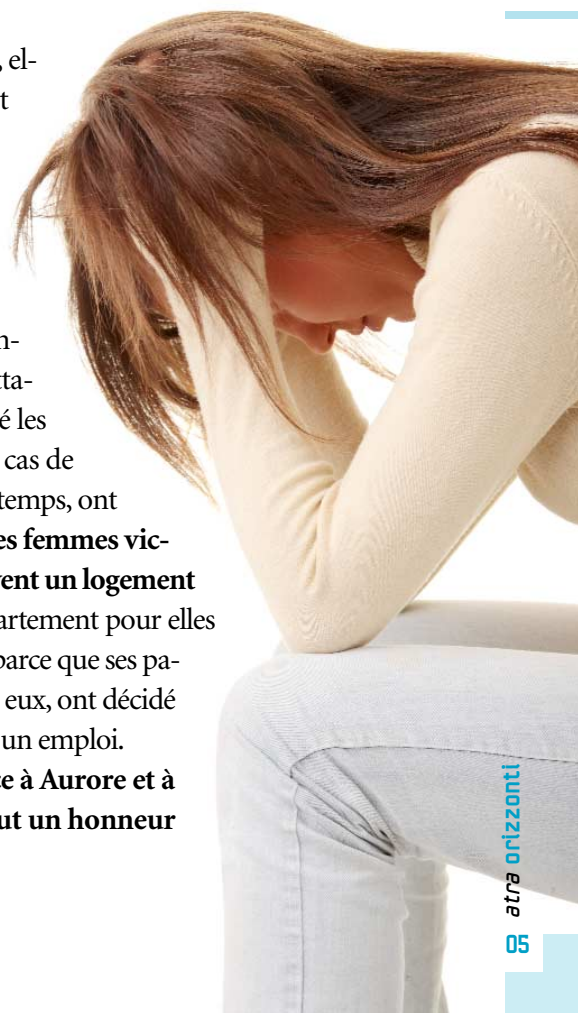 , el-
t
n-
tta-
é les
cas de
temps, ont
es femmes vic-
vent un logement
artement pour elles
parce que ses pa-
eux, ont décidé
un emploi.
e à Aurore et à
ut un honneur
atra orizzonti
05